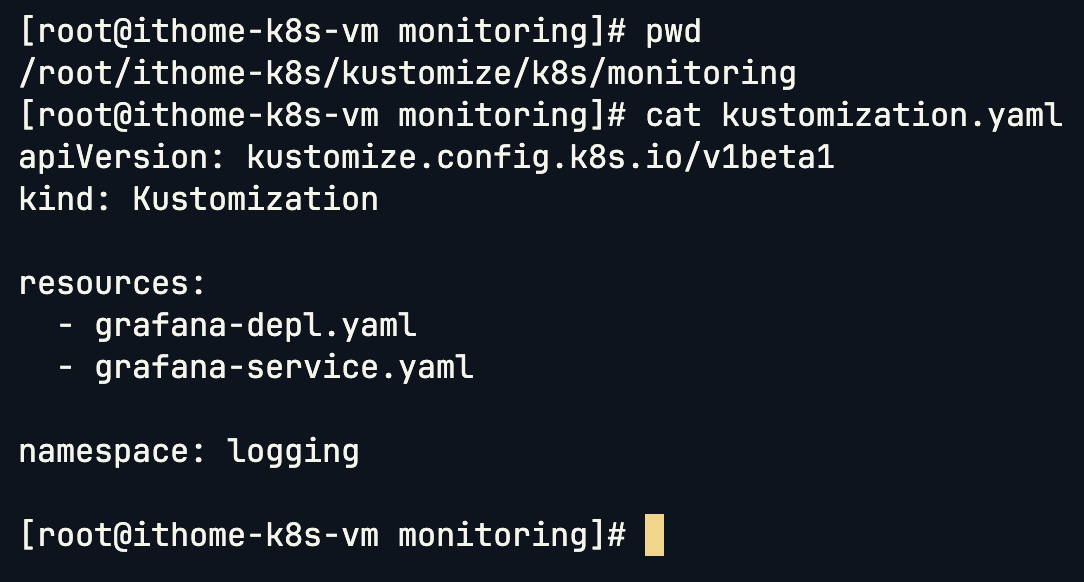 [root@ithome-k8s-vm monitoring]# pwd
/root/ithome-k8s/kustomize/k8s/monitoring
[root@ithome-k8s-vm monitoring]# cat kustomization.yaml
apiVersion: kustomize.config.k8s.io/v1beta1
kind: Kustomization

resources:
  - grafana-depl.yaml
  - grafana-service.yaml

namespace: logging

[root@ithome-k8s-vm monitoring]#